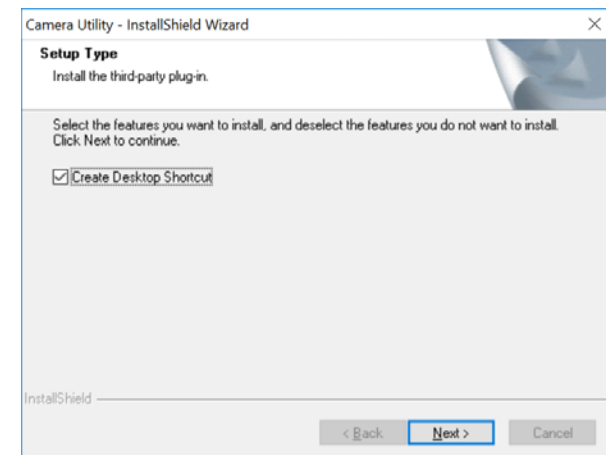 Camera Utility - InstallShield Wizard
Setup Type
Install the third-party plug-in.
Select the features you want to install, and deselect the features you do not want to install.
Click Next to continue.
Create Desktop Shortcut
InstallShield
< Back
Next >
Cancel